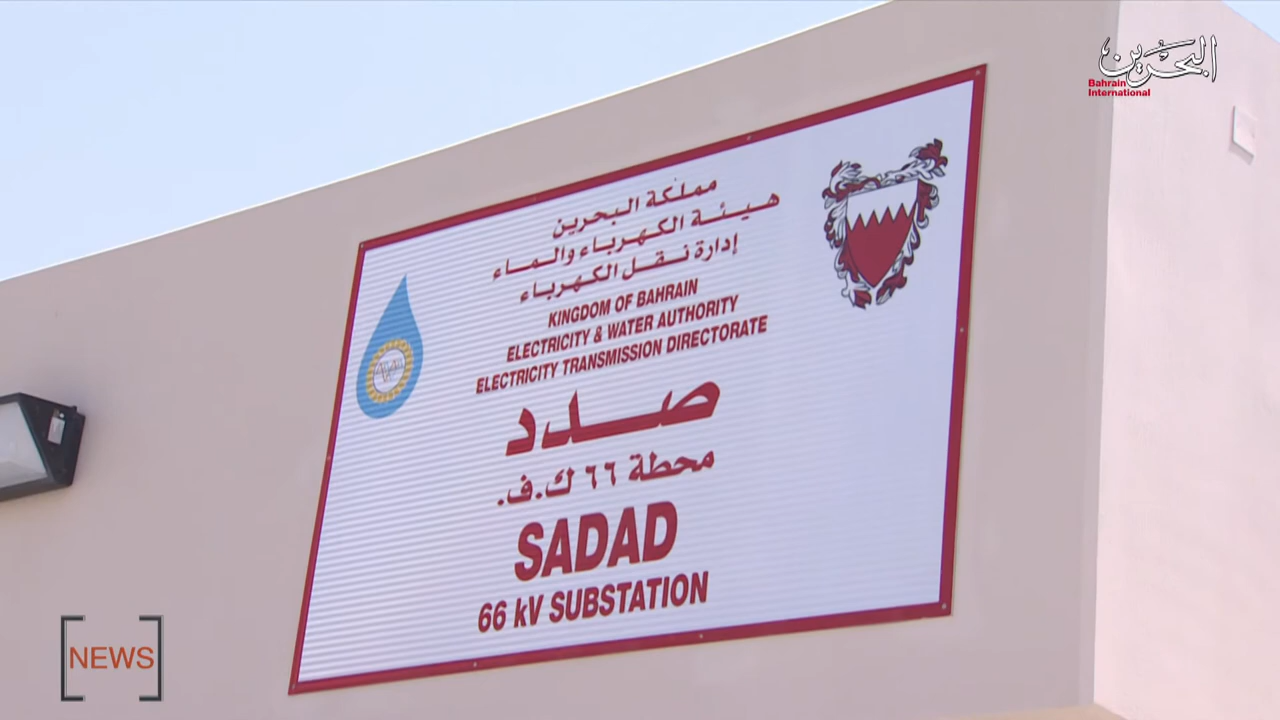 البحرين
Bahrain
International
مملكة البحرين
هيئة الكهرباء والماء
إدارة نقل الكهرباء
KINGDOM OF BAHRAIN
ELECTRICITY & WATER AUTHORITY
ELECTRICITY TRANSMISSION DIRECTORATE
صدد
محطة ٦٦ ك.ف.
SADAD
66 kV SUBSTATION
NEWS